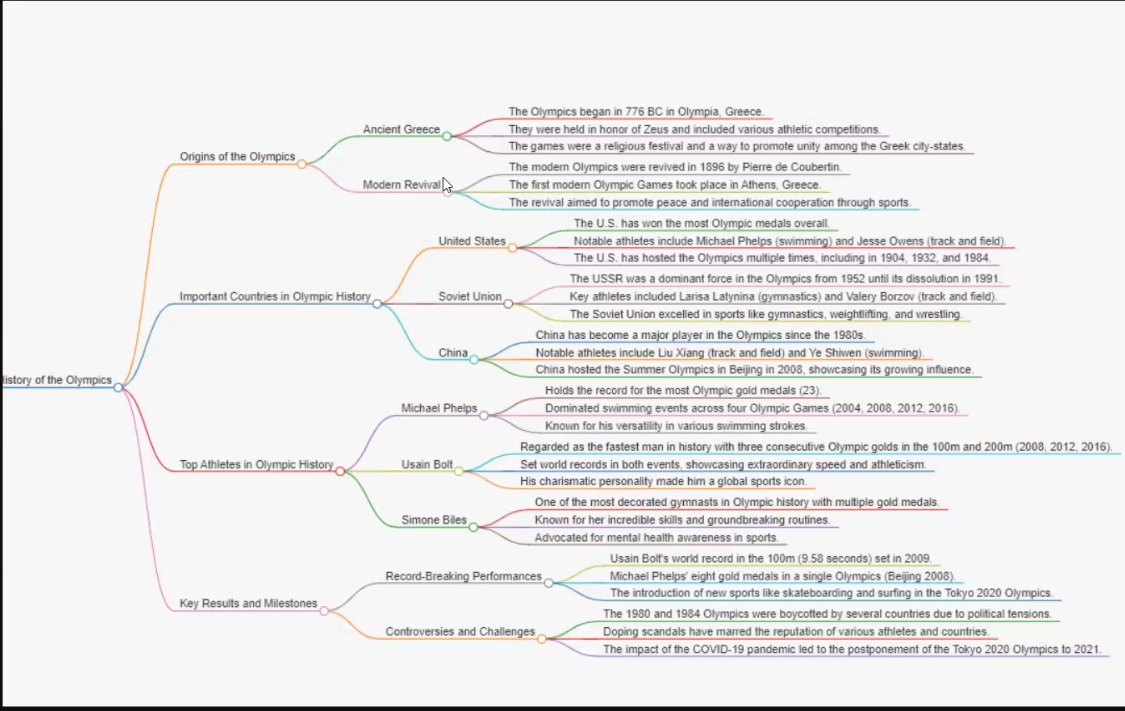 History of the Olympics
Origins of the Olympics
Ancient Greece
The Olympics began in 776 BC in Olympia, Greece.
They were held in honor of Zeus and included various athletic competitions.
The games were a religious festival and a way to promote unity among the Greek city-states.
Modern Revival
The modern Olympics were revived in 1896 by Pierre de Coubertin.
The first modern Olympic Games took place in Athens, Greece.
The revival aimed to promote peace and international cooperation through sports.
Important Countries in Olympic History
United States
The U.S. has won the most Olympic medals overall.
Notable athletes include Michael Phelps (swimming) and Jesse Owens (track and field).
The U.S. has hosted the Olympics multiple times, including in 1904, 1932, and 1984.
Soviet Union
The USSR was a dominant force in the Olympics from 1952 until its dissolution in 1991.
Key athletes included Larisa Latynina (gymnastics) and Valery Borzov (track and field).
The Soviet Union excelled in sports like gymnastics, weightlifting, and wrestling.
China
China has become a major player in the Olympics since the 1980s.
Notable athletes include Liu Xiang (track and field) and Ye Shiwen (swimming).
China hosted the Summer Olympics in Beijing in 2008, showcasing its growing influence.
Top Athletes in Olympic History
Michael Phelps
Holds the record for the most Olympic gold medals (23).
Dominated swimming events across four Olympic Games (2004, 2008, 2012, 2016).
Known for his versatility in various swimming strokes.
Usain Bolt
Regarded as the fastest man in history with three consecutive Olympic golds in the 100m and 200m (2008, 2012, 2016).
Set world records in both events, showcasing extraordinary speed and athleticism.
His charismatic personality made him a global sports icon.
Simone Biles
One of the most decorated gymnasts in Olympic history with multiple gold medals.
Known for her incredible skills and groundbreaking routines.
Advocated for mental health awareness in sports.
Key Results and Milestones
Record-Breaking Performances
Usain Bolt's world record in the 100m (9.58 seconds) set in 2009.
Michael Phelps' eight gold medals in a single Olympics (Beijing 2008).
The introduction of new sports like skateboarding and surfing in the Tokyo 2020 Olympics.
Controversies and Challenges
The 1980 and 1984 Olympics were boycotted by several countries due to political tensions.
Doping scandals have marred the reputation of various athletes and countries.
The impact of the COVID-19 pandemic led to the postponement of the Tokyo 2020 Olympics to 2021.